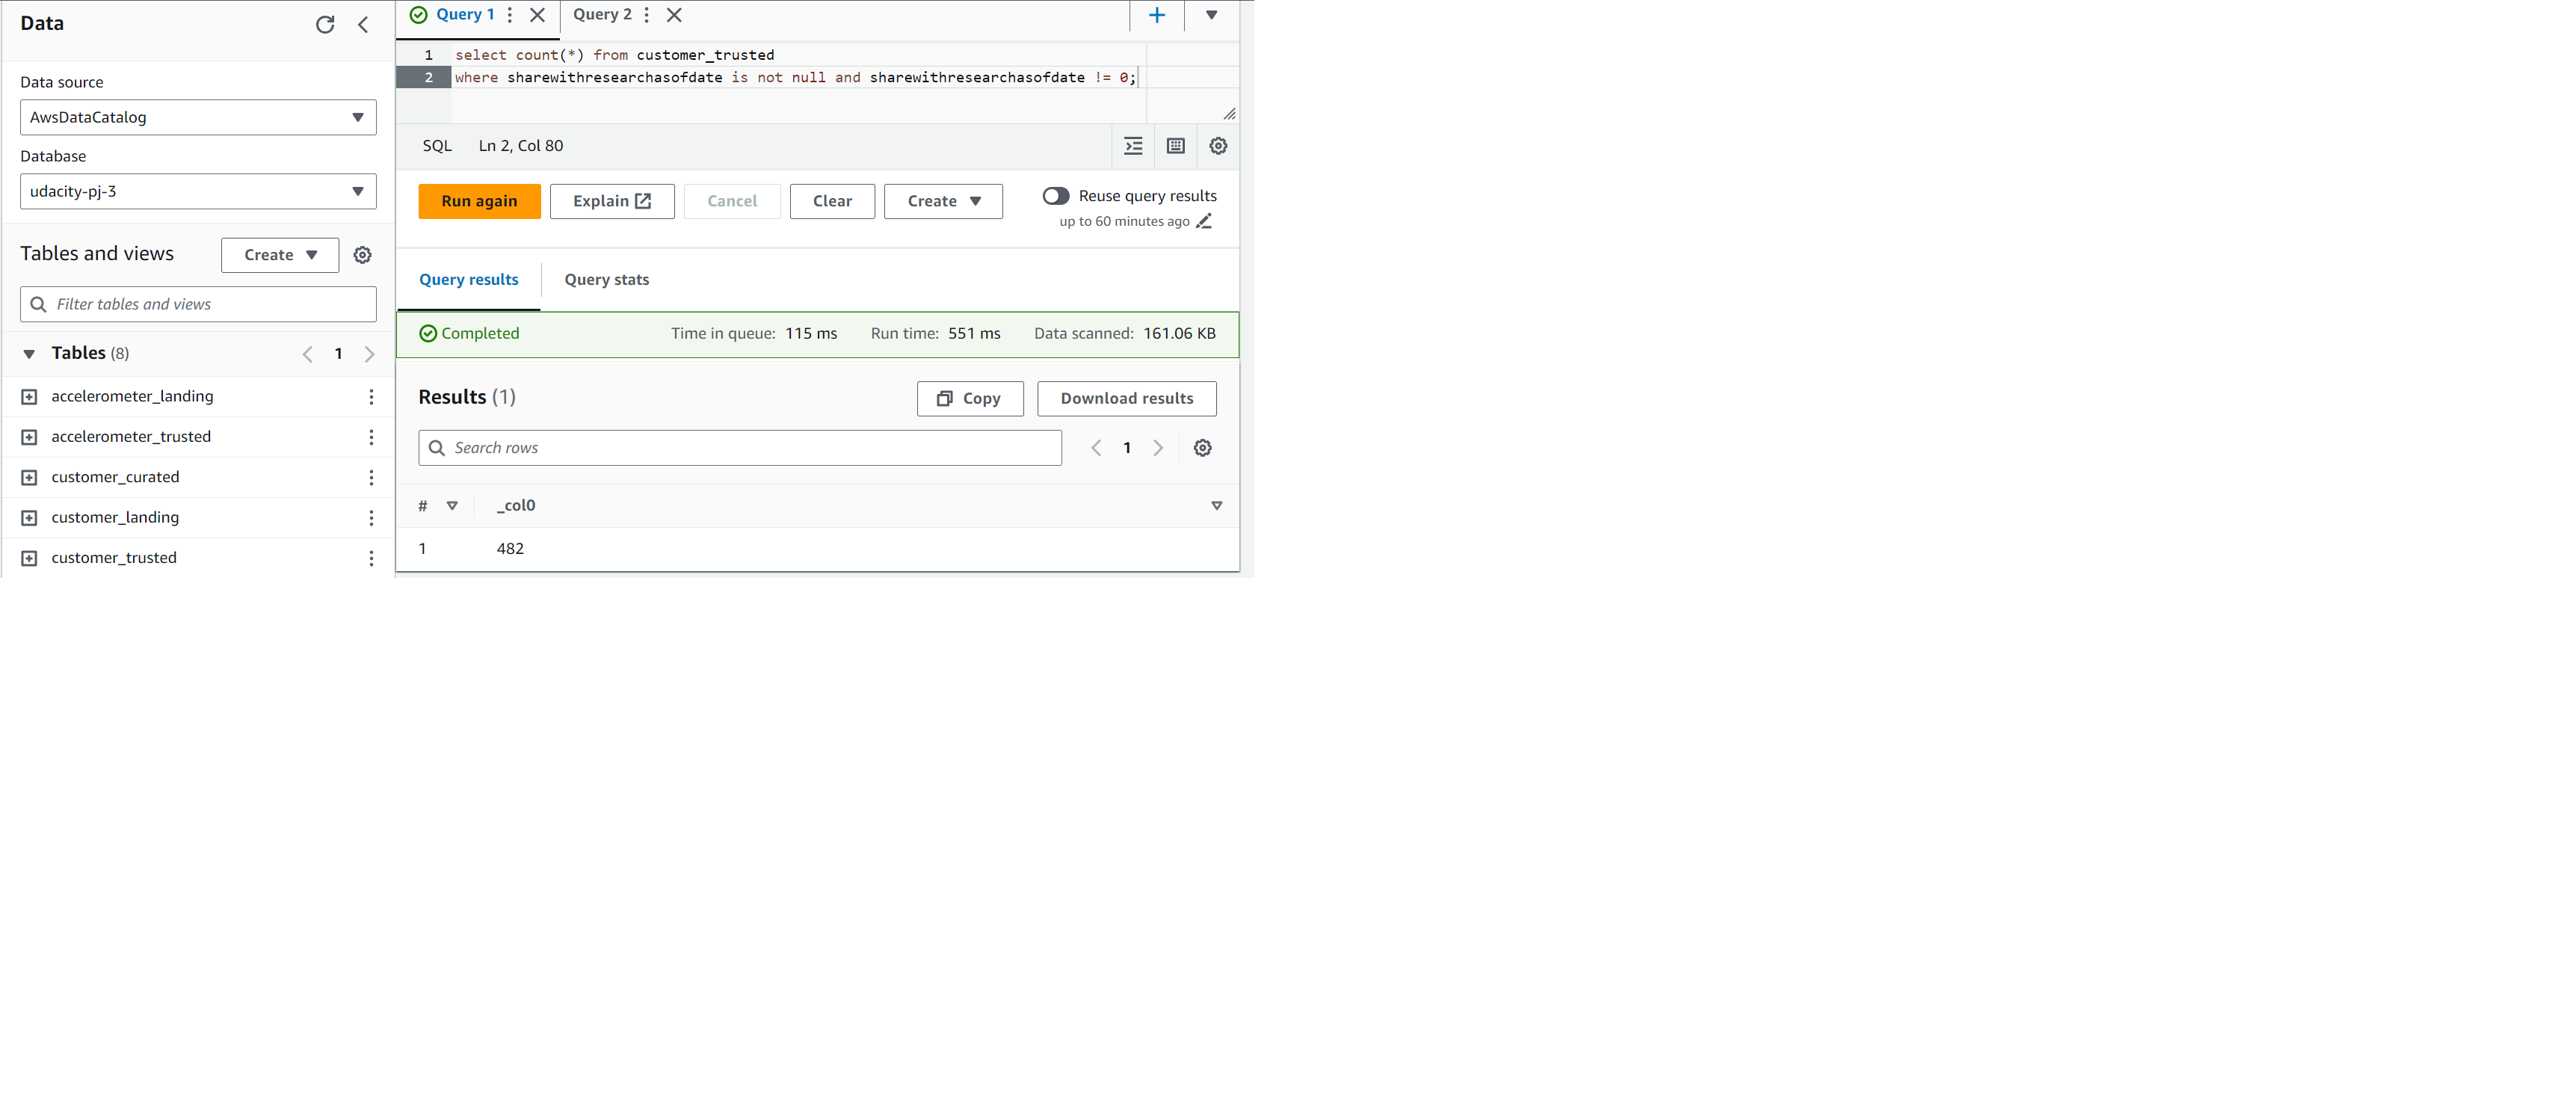 Data
Data source
AwsDataCatalog
Database
udacity-pj-3
Tables and views
Create
Filter tables and views
Tables (8)
1
accelerometer_landing
accelerometer_trusted
customer_curated
customer_landing
customer_trusted
Query 1
Query 2
1 select count(*) from customer_trusted
2 where sharewithresearchasofdate is not null and sharewithresearchasofdate != 0;
SQL Ln 2, Col 80
Run again
Explain
Cancel
Clear
Create
Reuse query results
up to 60 minutes ago
Query results
Query stats
Completed
Time in queue: 115 ms
Run time: 551 ms
Data scanned: 161.06 KB
Results (1)
Copy
Download results
Search rows
1
# _col0
1 482